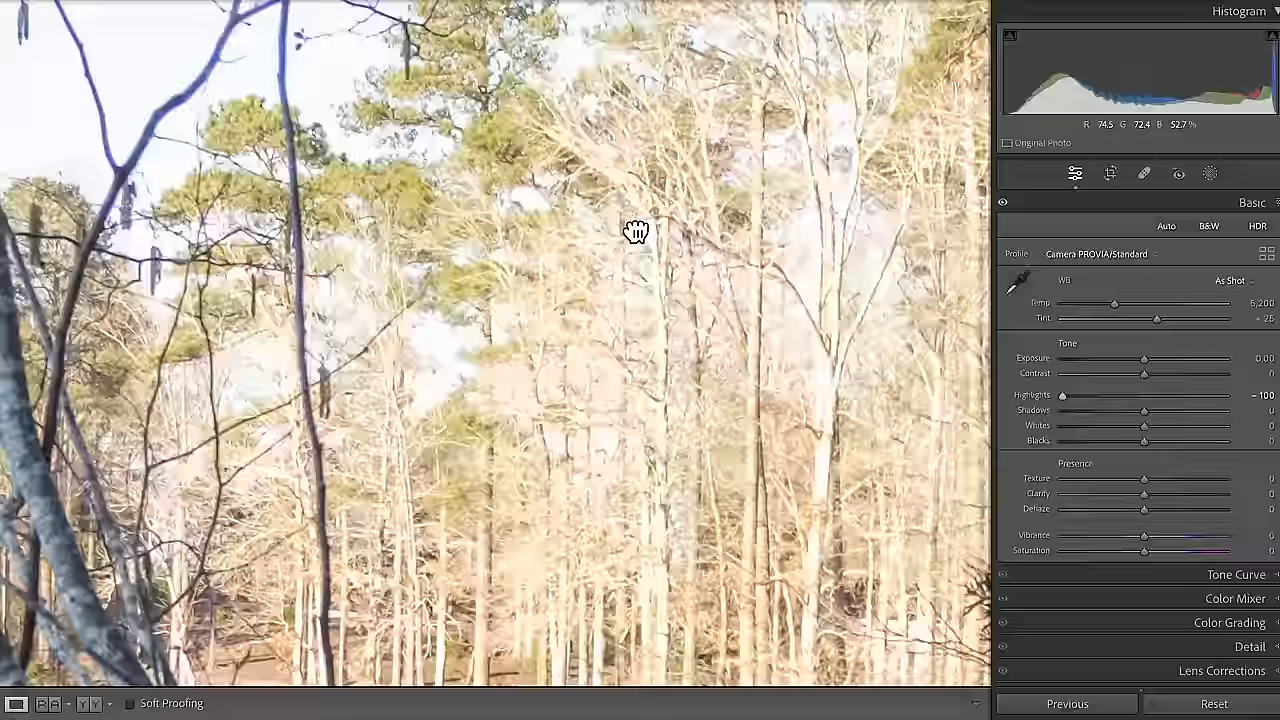 Histogram
R 74.5 G 72.4 B 52.7 %
Original Photo
Basic
Auto B&W HDR
Profile Camera PROVIA/Standard
WB As Shot
Temp 6,200
Tint + 25
Tone
Exposure 0.00
Contrast 0
Highlights - 100
Shadows 0
Whites 0
Blacks 0
Presence
Texture 0
Clarity 0
Dehaze 0
Vibrance 0
Saturation 0
Tone Curve
Color Mixer
Color Grading
Detail
Lens Corrections
R A Y Y Soft Proofing
Previous Reset